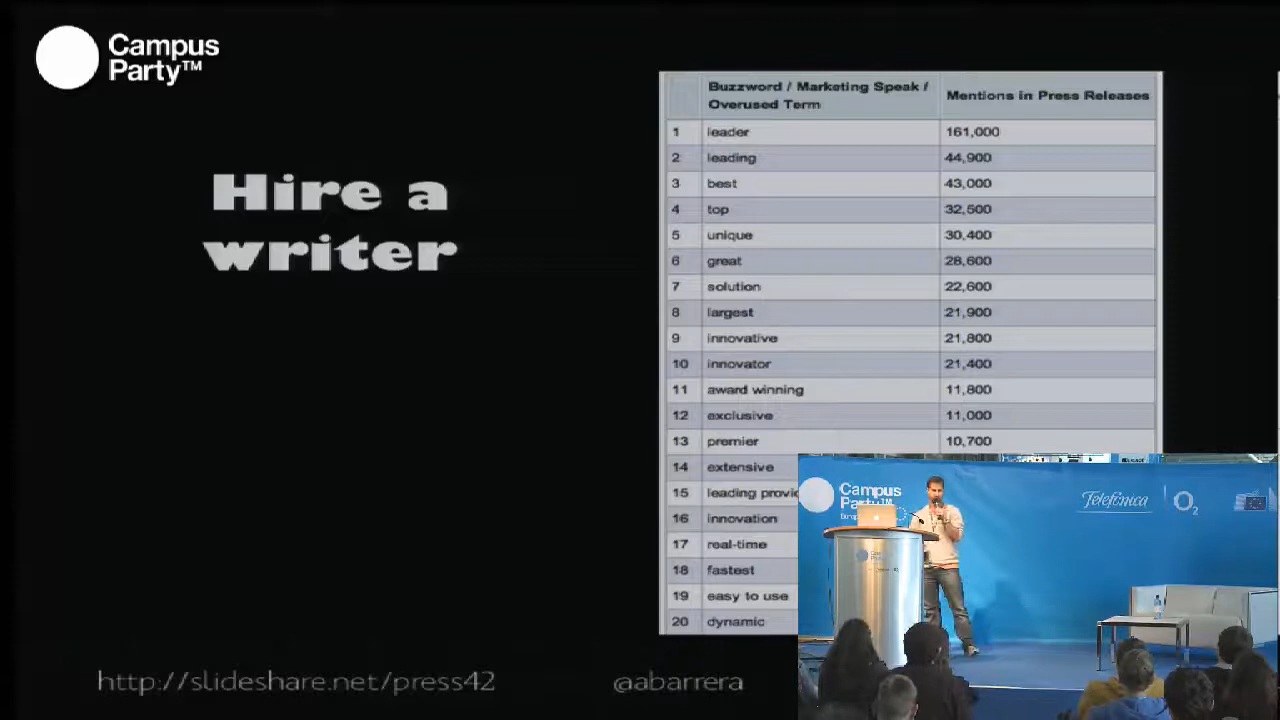 Campus
Party™
Hire a
writer
Buzzword / Marketing Speak /
Overused Term
Mentions in Press Releases
1 leader 161,000
2 leading 44,900
3 best 43,000
4 top 32,500
5 unique 30,400
6 great 28,600
7 solution 22,600
8 largest 21,900
9 innovative 21,800
10 innovator 21,400
11 award winning 11,800
12 exclusive 11,000
13 premier 10,700
14 extensive
15 leading provid
16 innovation
17 real-time
18 fastest
19 easy to use
20 dynamic
Campus
Party™
Telefónica
O2
http://slideshare.net/press42
@abarrera